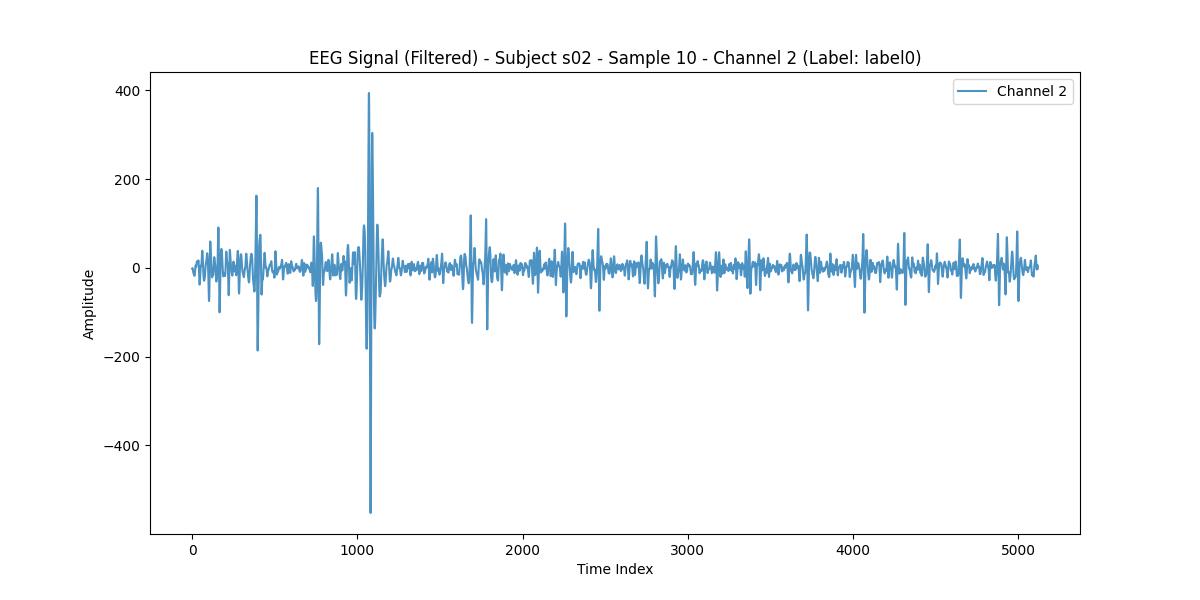 EEG Signal (Filtered) - Subject s02 - Sample 10 - Channel 2 (Label: label0)
Channel 2
400
200
0
−200
−400
Amplitude
0 1000 2000 3000 4000 5000
Time Index